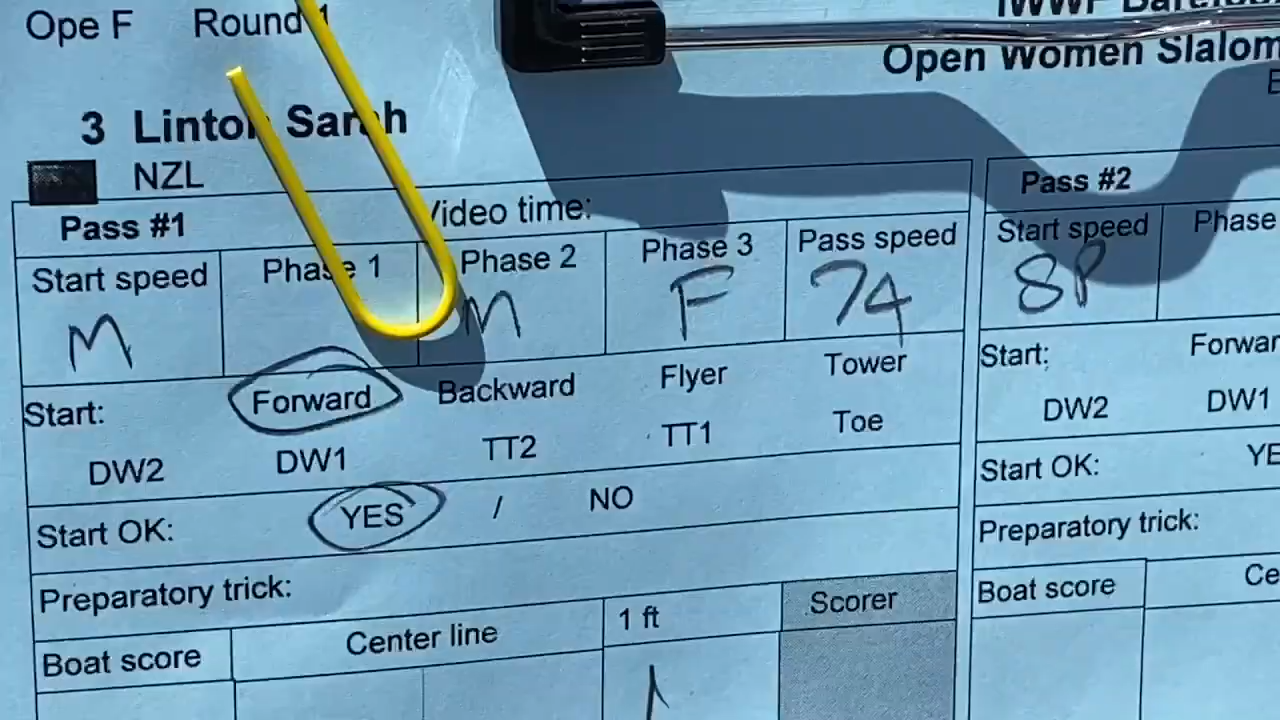 Ope F Round 1
Open Women Slalom
3 Linton Sarah
NZL
Pass #1 Video time:
Start speed Phase 1 Phase 2 Phase 3 Pass speed
M M F 74
Start: Forward Backward Flyer Tower
DW2 DW1 TT2 TT1 Toe
Start OK: YES / NO
Preparatory trick:
Boat score Center line 1 ft Scorer
Pass #2
Start speed Phase
Start:
DW2 DW1
Start OK:
Preparatory trick:
Boat score